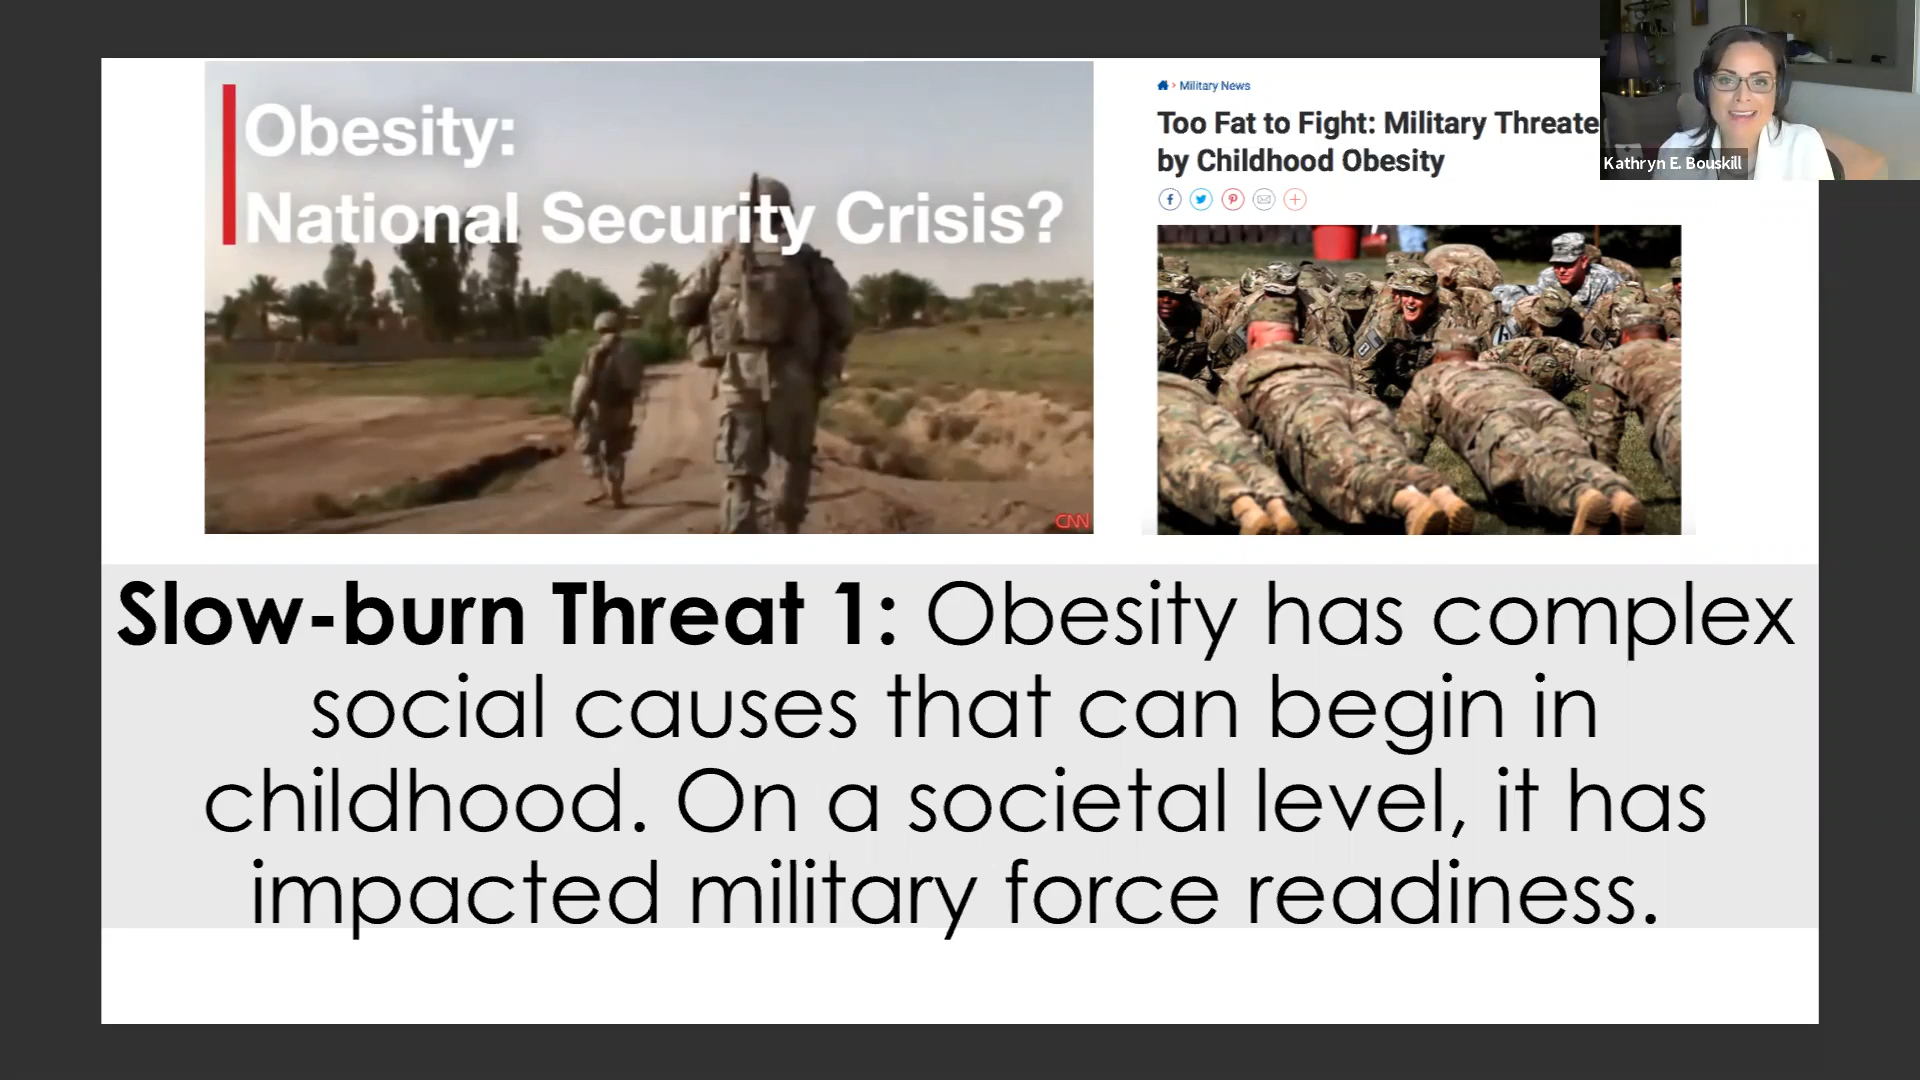 Obesity:
National Security Crisis?
CNN
> Military News
Too Fat to Fight: Military Threate
by Childhood Obesity
Kathryn E. Bouskill
Slow-burn Threat 1: Obesity has complex
social causes that can begin in
childhood. On a societal level, it has
impacted military force readiness.